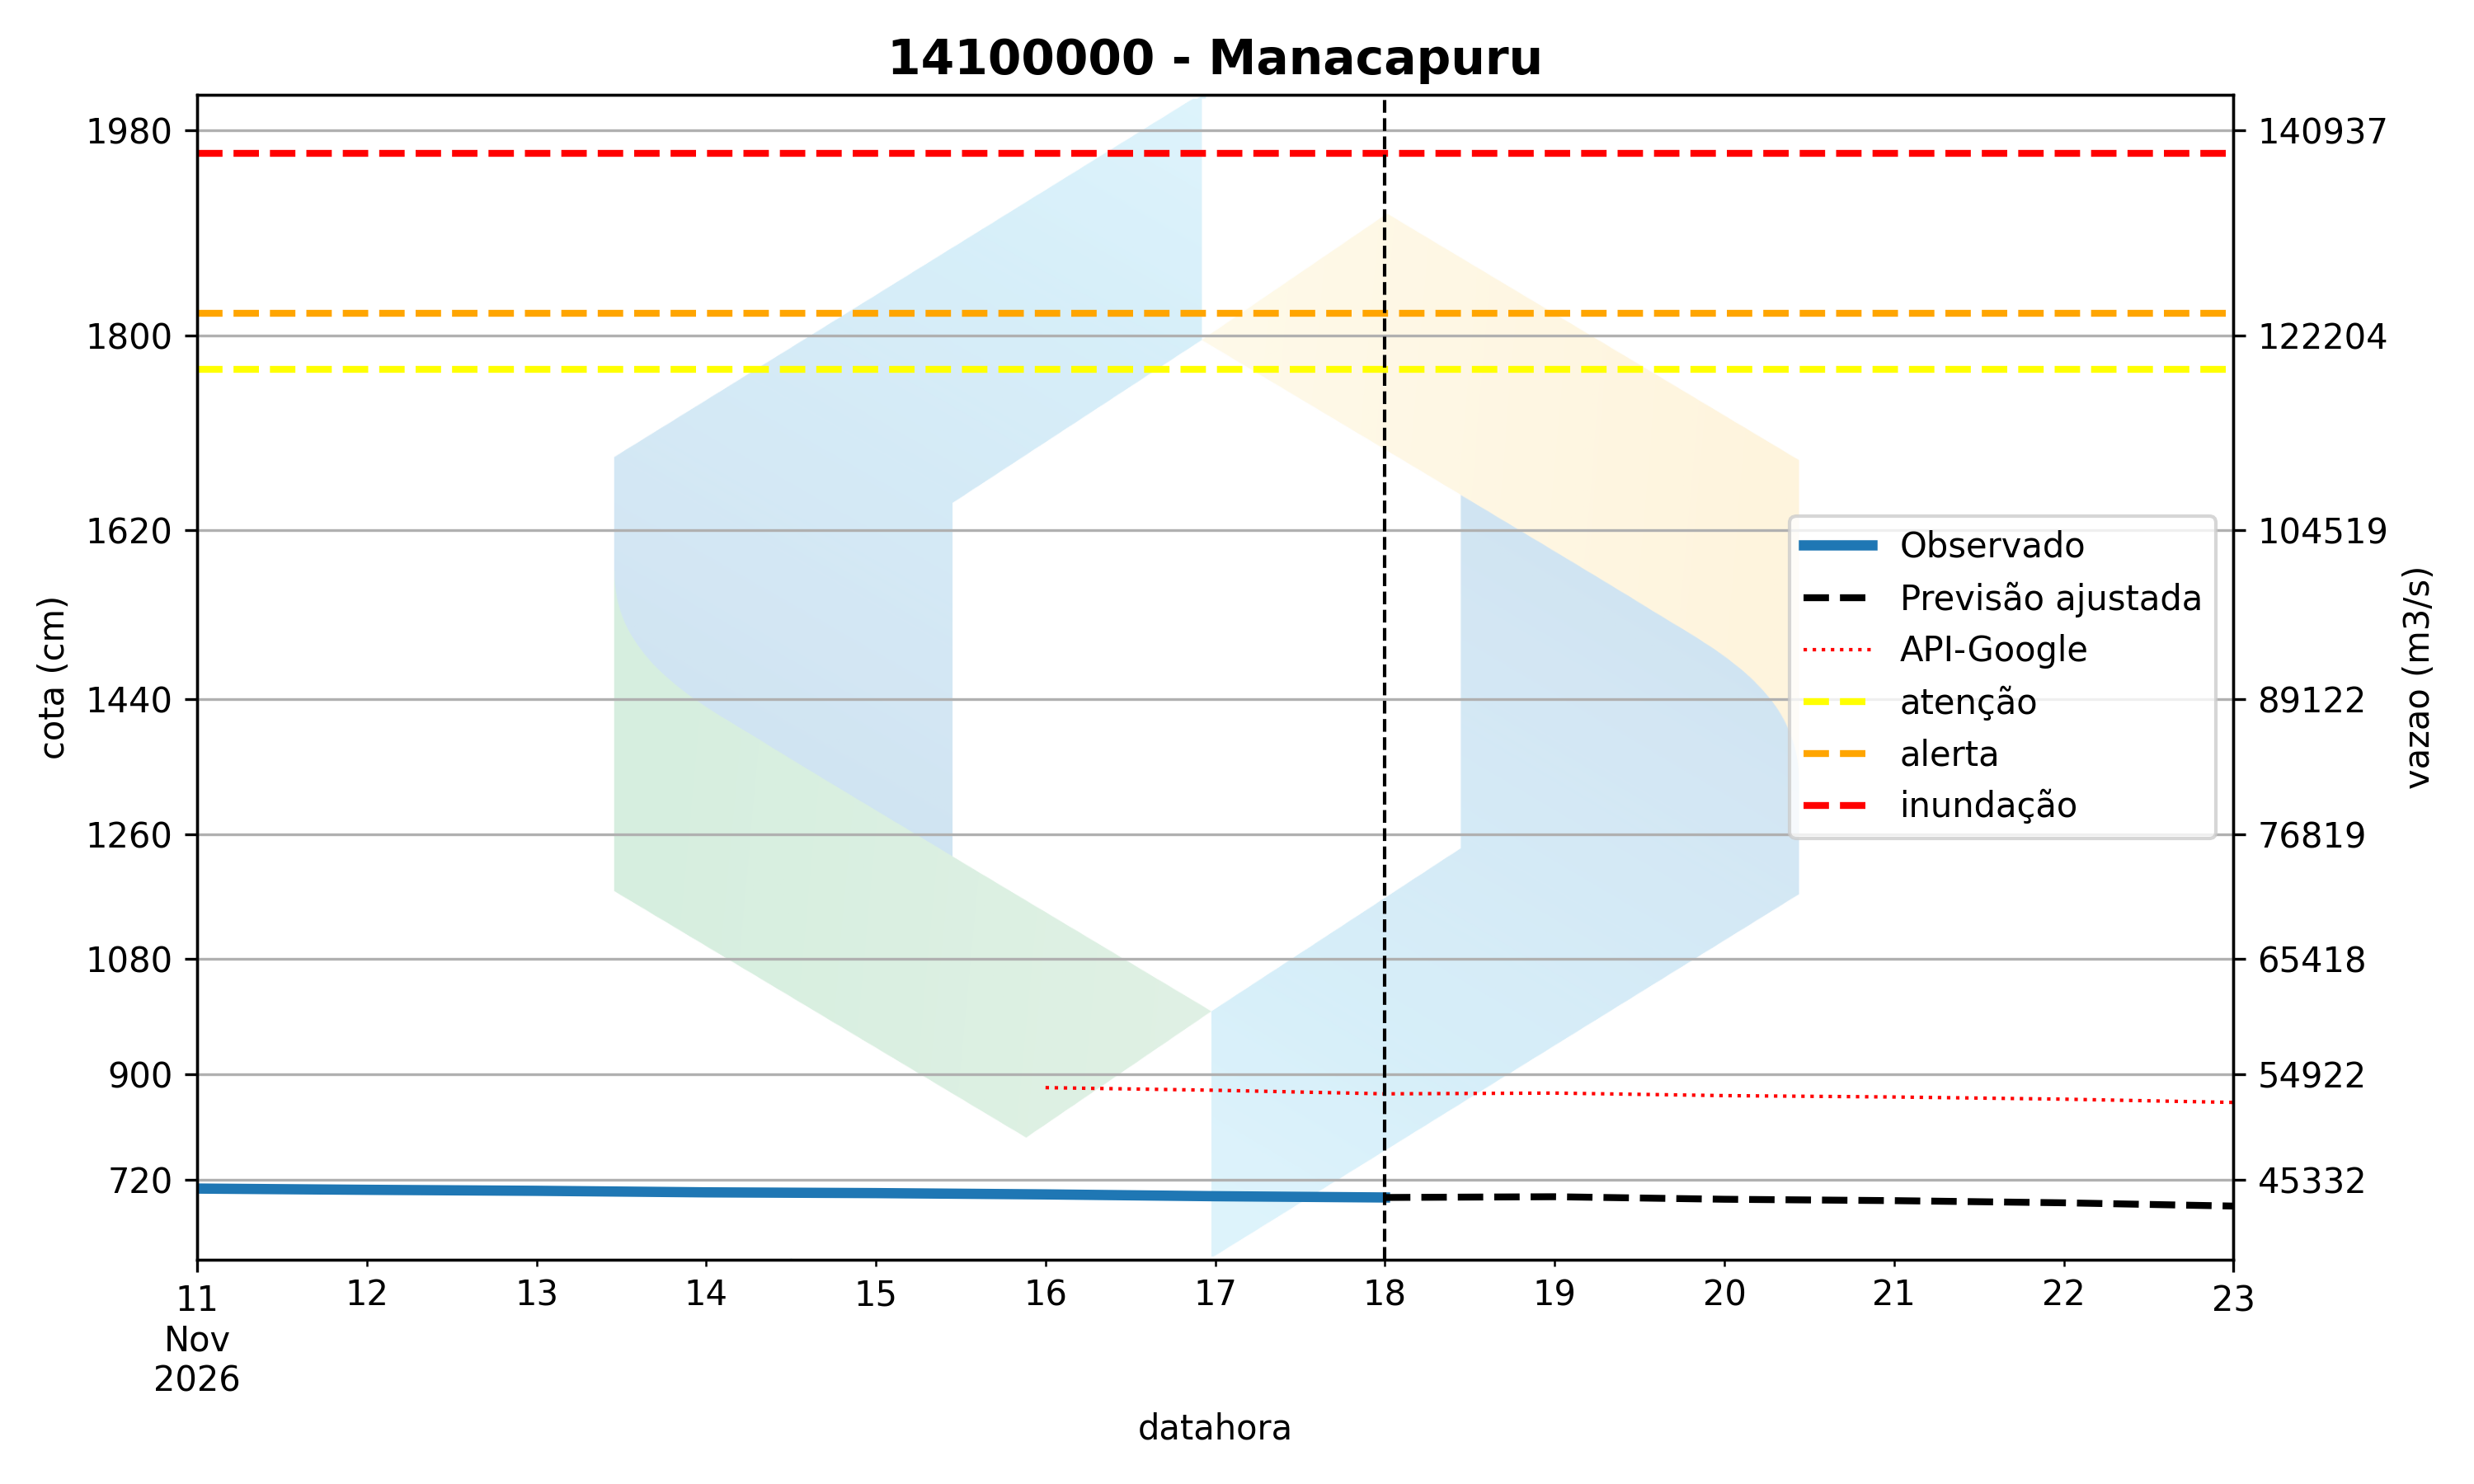 14100000 - Manacapuru
1980
1800
1620
1440
1260
1080
900
720
cota (cm)
140937
122204
104519
89122
76819
65418
54922
45332
vazao (m3/s)
Observado
Previsão ajustada
API-Google
atenção
alerta
inundação
11 12 13 14 15 16 17 18 19 20 21 22 23
Nov
2026
datahora